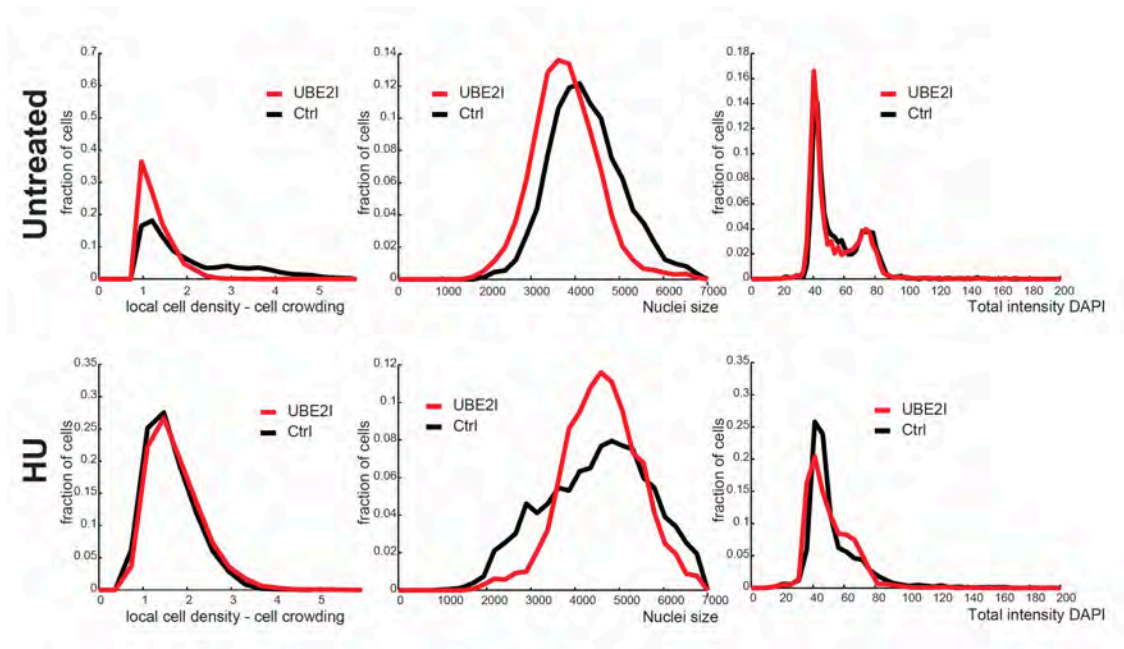 Untreated
fraction of cells
0.7
0.6
0.5
0.4
0.3
0.2
0.1
0
UBE2I
Ctrl
0 1 2 3 4 5
local cell density - cell crowding
fraction of cells
0.14
0.12
0.10
0.08
0.06
0.04
0.02
0
UBE2I
Ctrl
0 1000 2000 3000 4000 5000 6000 7000
Nuclei size
fraction of cells
0.18
0.16
0.14
0.12
0.10
0.08
0.06
0.04
0.02
0
UBE2I
Ctrl
0 20 40 60 80 100 120 140 160 180 200
Total intensity DAPI
HU
fraction of cells
0.35
0.3
0.25
0.2
0.15
0.1
0.05
0
UBE2I
Ctrl
0 1 2 3 4 5
local cell density - cell crowding
fraction of cells
0.12
0.10
0.08
0.06
0.04
0.02
0
UBE2I
Ctrl
0 1000 2000 3000 4000 5000 6000 7000
Nuclei size
fraction of cells
0.35
0.3
0.25
0.2
0.15
0.1
0.05
0
UBE2I
Ctrl
0 20 40 60 80 100 120 140 160 180 200
Total intensity DAPI